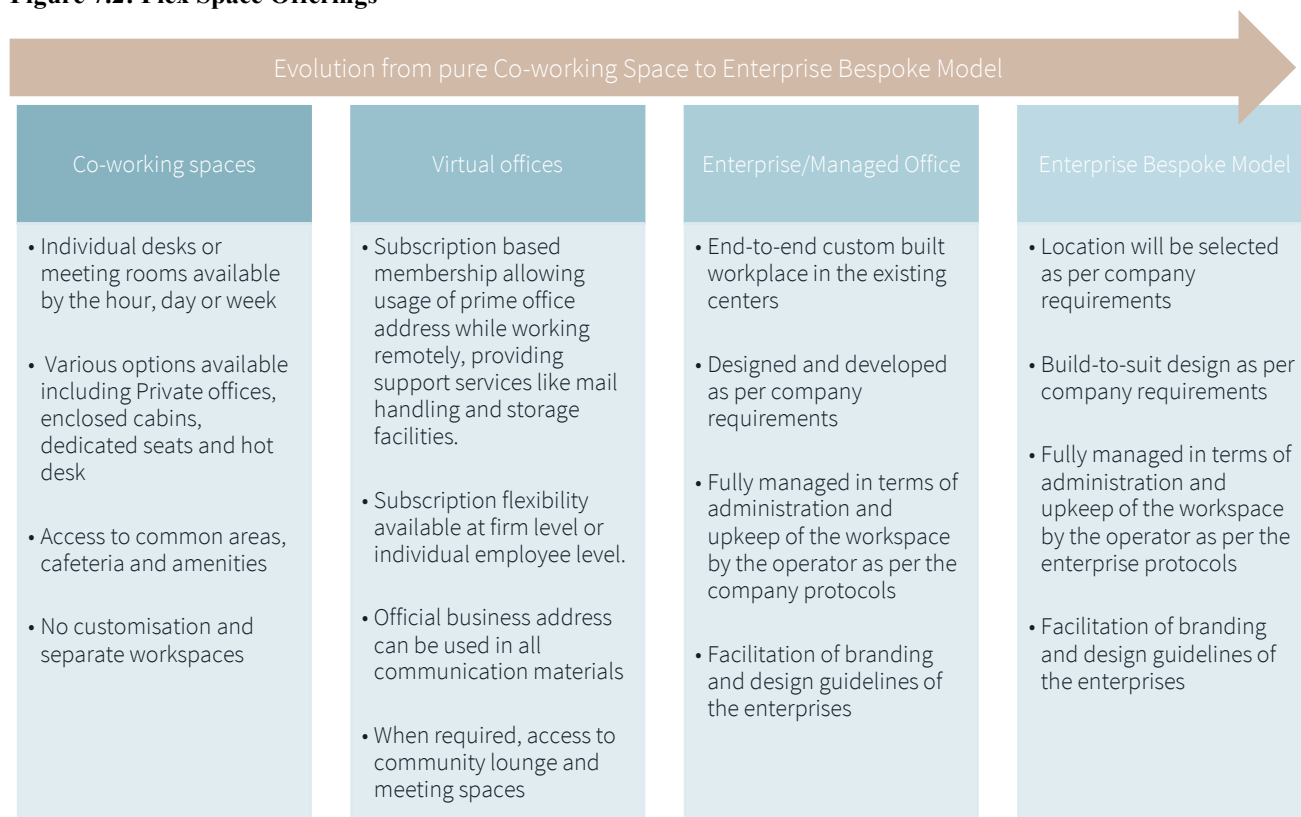 Figure 7.2: Flex Space Offerings
Evolution from pure Co-working Space to Enterprise Bespoke Model
Co-working spaces
• Individual desks or
meeting rooms available
by the hour, day or week
• Various options available
including Private offices,
enclosed cabins,
dedicated seats and hot
desk
• Access to common areas,
cafeteria and amenities
• No customisation and
separate workspaces
Virtual offices
• Subscription based
membership allowing
usage of prime office
address while working
remotely, providing
support services like mail
handling and storage
facilities.
• Subscription flexibility
available at firm level or
individual employee level.
• Official business address
can be used in all
communication materials
• When required, access to
community lounge and
meeting spaces
Enterprise/Managed Office
• End-to-end custom built
workplace in the existing
centers
• Designed and developed
as per company
requirements
• Fully managed in terms of
administration and
upkeep of the workspace
by the operator as per the
company protocols
• Facilitation of branding
and design guidelines of
the enterprises
Enterprise Bespoke Model
• Location will be selected
as per company
requirements
• Build-to-suit design as per
company requirements
• Fully managed in terms of
administration and
upkeep of the workspace
by the operator as per the
enterprise protocols
• Facilitation of branding
and design guidelines of
the enterprises